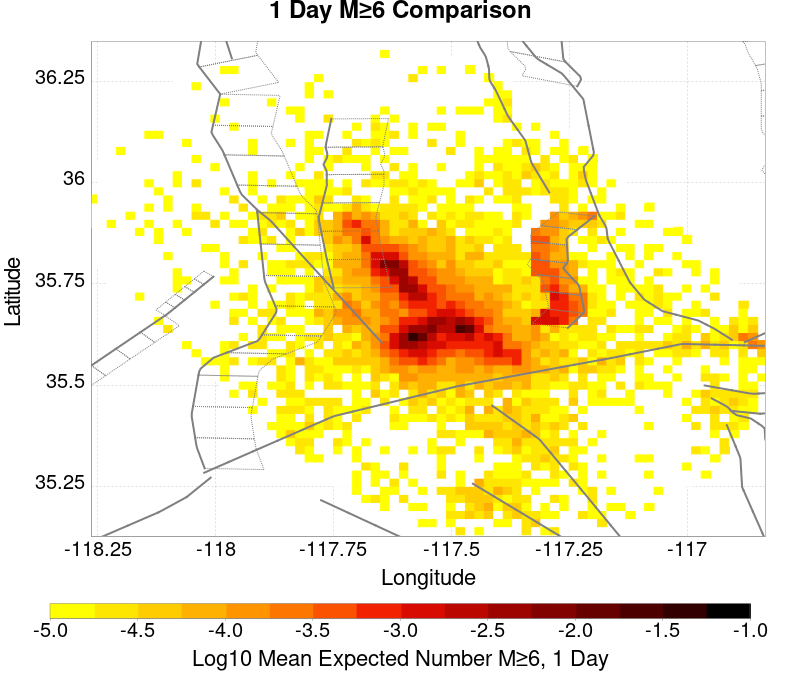 1 Day M≥6 Comparison
36.25
36
35.75
35.5
35.25
Latitude
-118.25 -118 -117.75 -117.5 -117.25 -117
Longitude
-5.0 -4.5 -4.0 -3.5 -3.0 -2.5 -2.0 -1.5 -1.0
Log10 Mean Expected Number M≥6, 1 Day